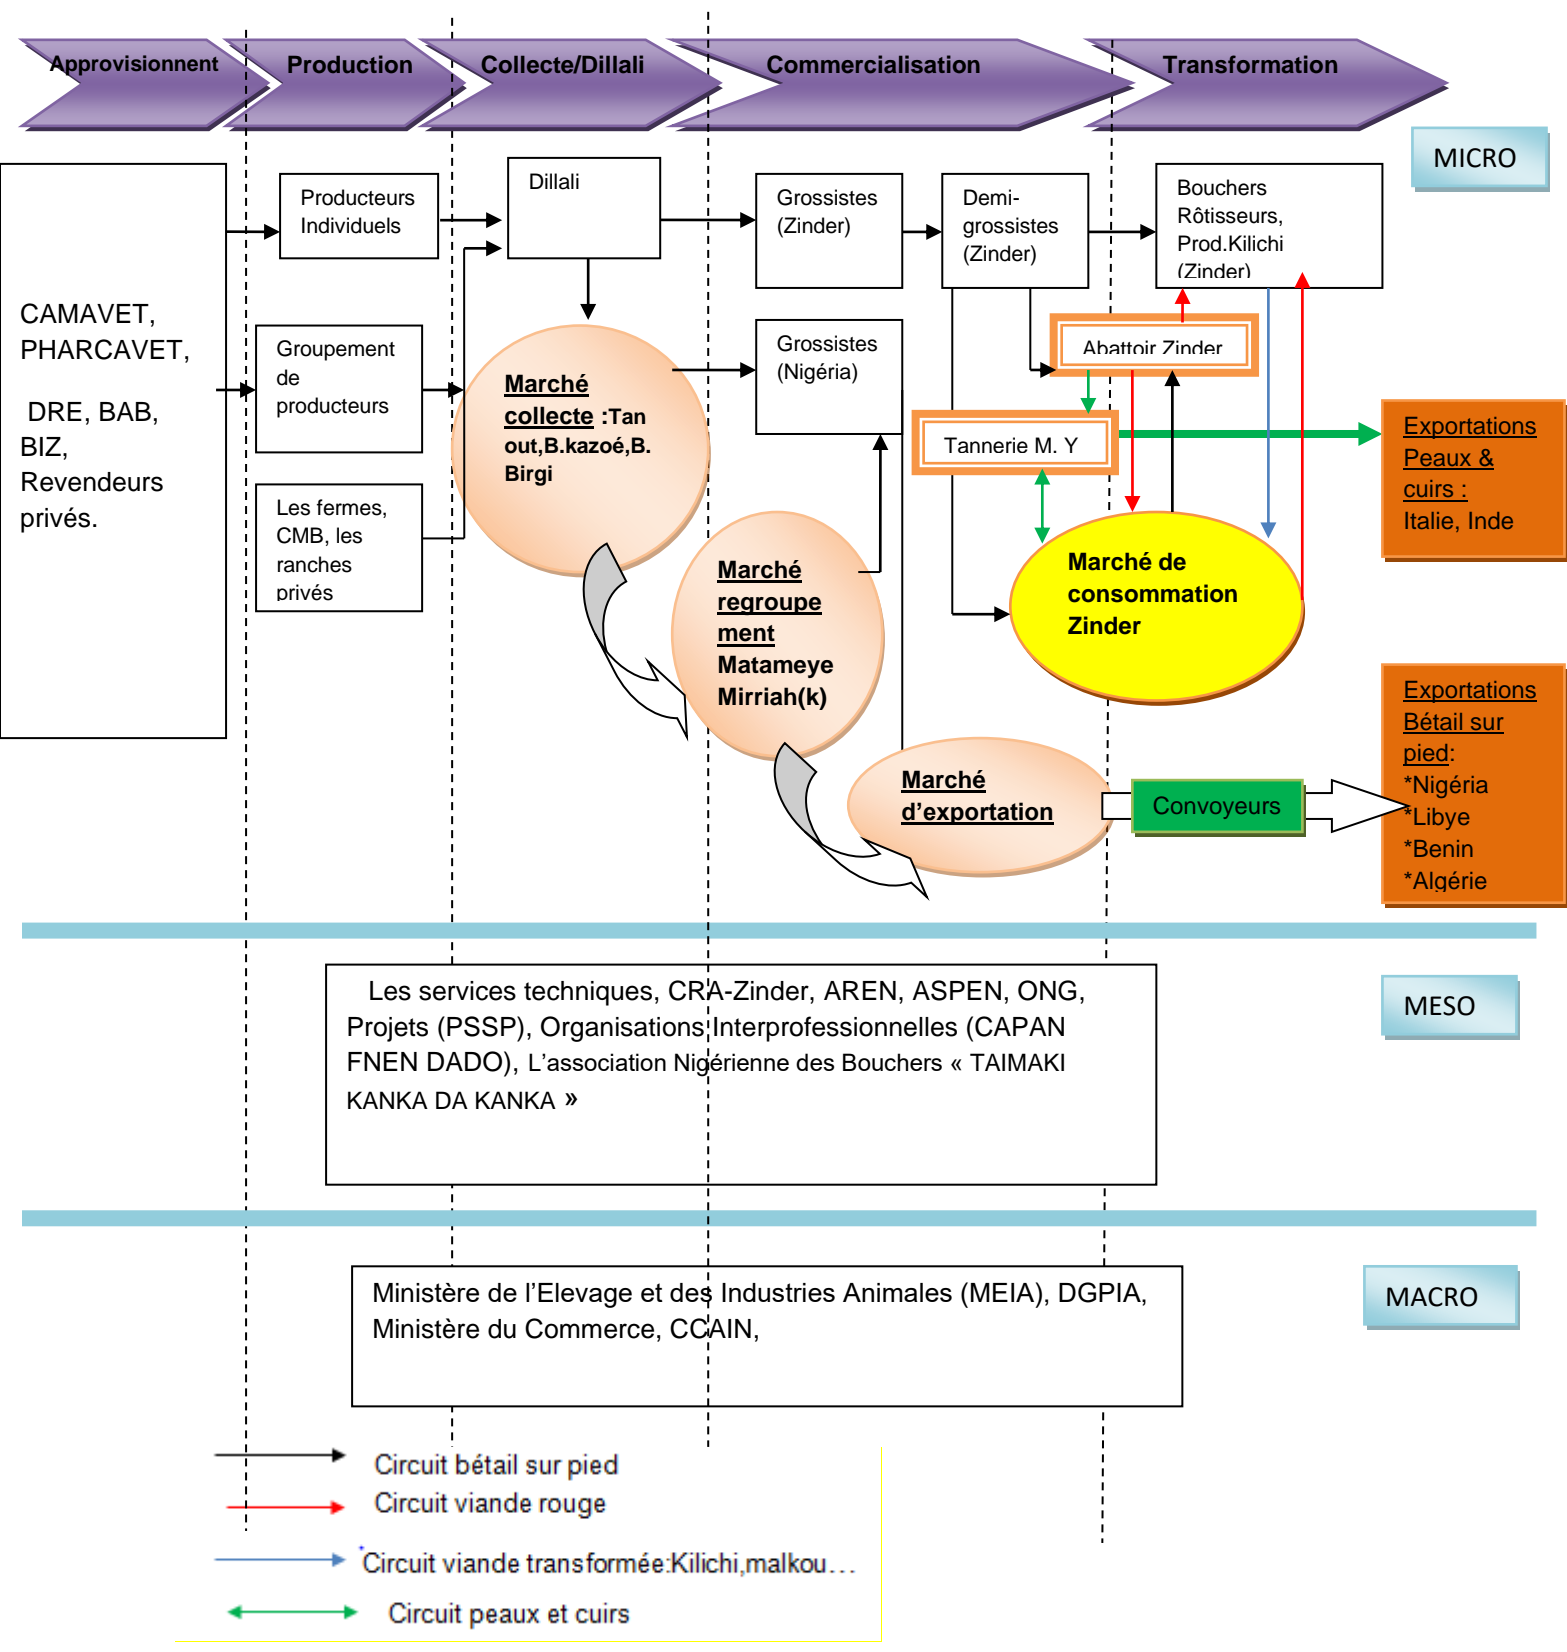 Approvisionnent
Production
Collecte/Dillali
Commercialisation
Transformation
MICRO
CAMAVET,
PHARCAVET,
DRE, BAB,
BIZ,
Revendeurs
privés.
Producteurs
Individuels
Groupement
de
producteurs
Les fermes,
CMB, les
ranches
privés
Dillali
Marché
collecte :Tan
out,B.kazoé,B.
Birgi
Grossistes
(Zinder)
Grossistes
(Nigéria)
Demi-
grossistes
(Zinder)
Bouchers
Rôtisseurs,
Prod.Kilichi
(Zinder)
Abattoir Zinder
Tannerie M. Y
Marché
regroupe
ment
Matameye
Mirriah(k)
Marché de
consommation
Zinder
Marché
d’exportation
Convoyeurs
Exportations
Peaux &
cuirs :
Italie, Inde
Exportations
Bétail sur
pied:
*Nigéria
*Libye
*Benin
*Algérie
MESO
Les services techniques, CRA-Zinder, AREN, ASPEN, ONG,
Projets (PSSP), Organisations Interprofessionnelles (CAPAN
FNEN DADO), L’association Nigérienne des Bouchers « TAIMAKI
KANKA DA KANKA »
MACRO
Ministère de l’Elevage et des Industries Animales (MEIA), DGPIA,
Ministère du Commerce, CCAIN,
Circuit bétail sur pied
Circuit viande rouge
Circuit viande transformée:Kilichi,malkou…
Circuit peaux et cuirs